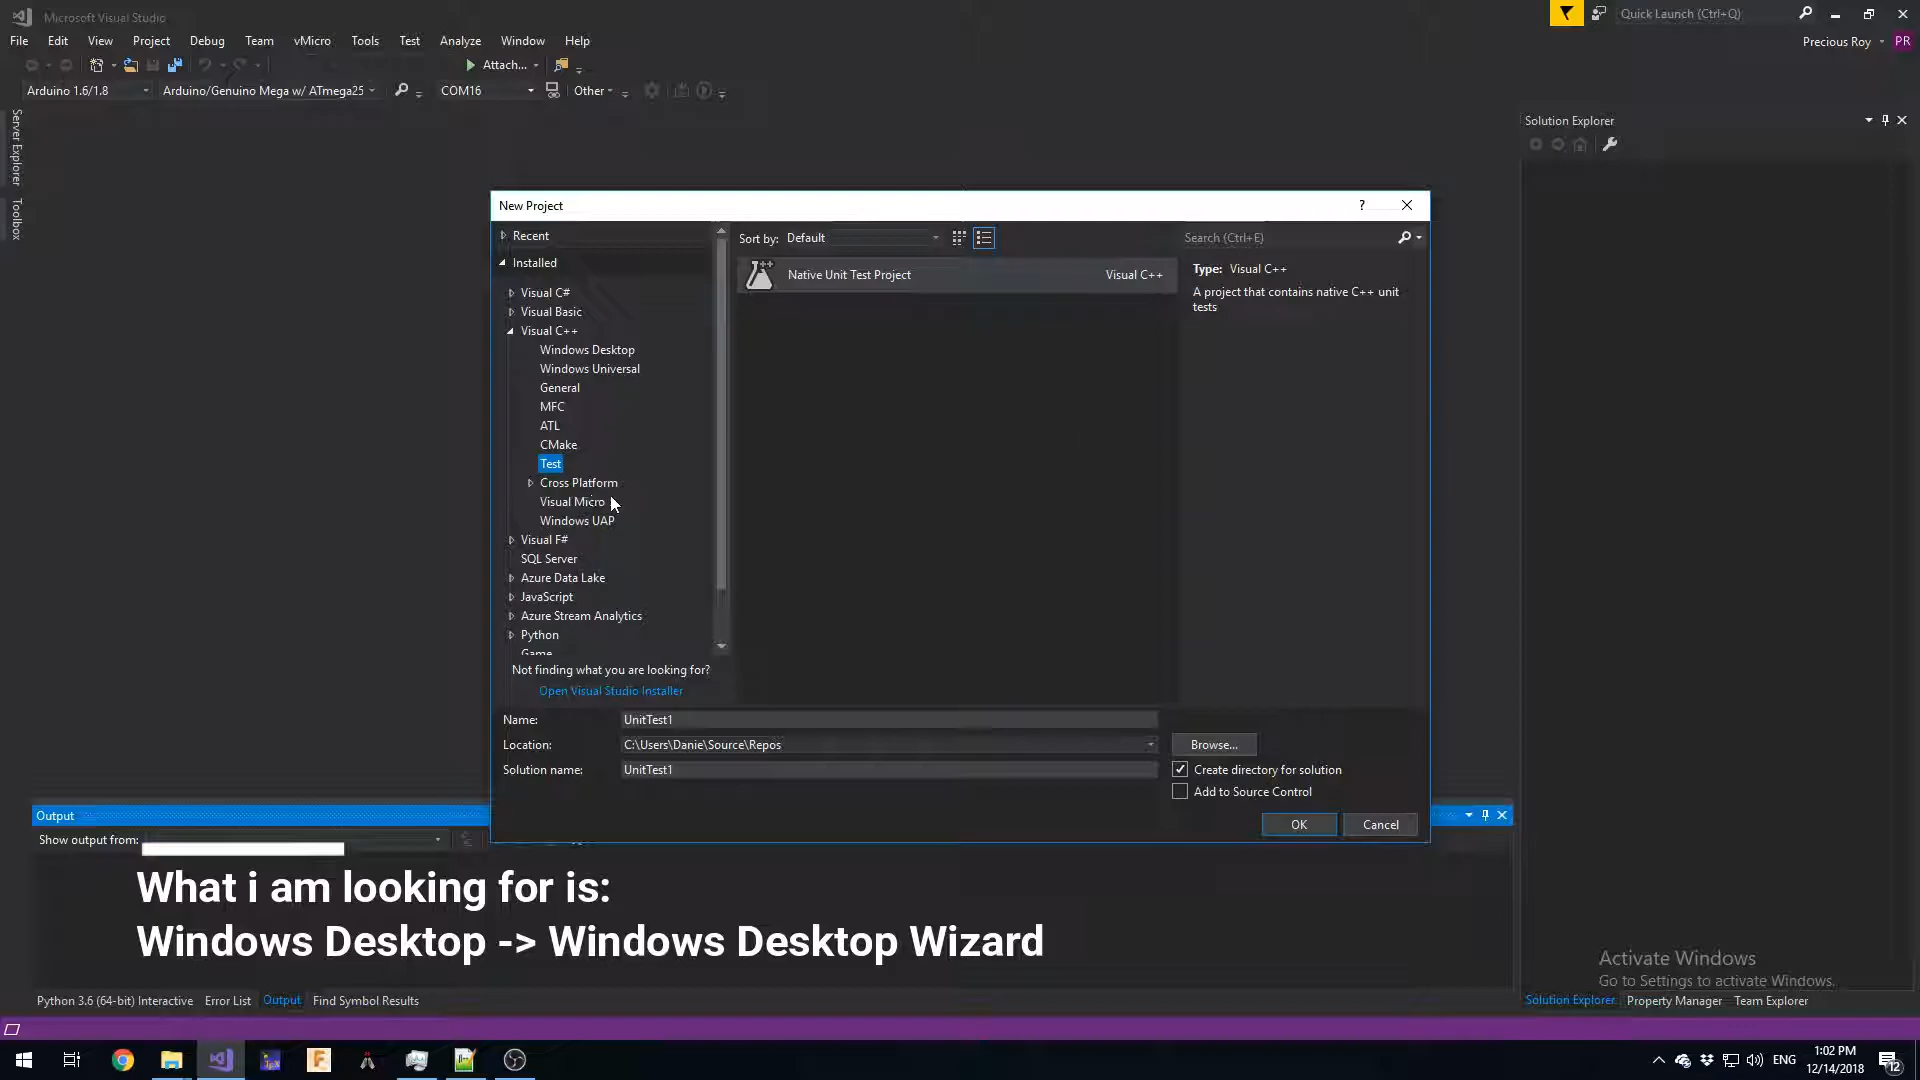 Microsoft Visual Studio
Quick Launch (Ctrl+Q)
File Edit View Project Debug Team vMicro Tools Test Analyze Window Help
Precious Roy PR
Attach...
Arduino 1.6/1.8 Arduino/Genuino Mega w/ ATmega25 COM16 Other
Server Explorer
Toolbox
Solution Explorer
New Project
?
Recent
Installed
Visual C#
Visual Basic
Visual C++
Windows Desktop
Windows Universal
General
MFC
ATL
CMake
Test
Cross Platform
Visual Micro
Windows UAP
Visual F#
SQL Server
Azure Data Lake
JavaScript
Azure Stream Analytics
Python
Game
Not finding what you are looking for?
Open Visual Studio Installer
Sort by: Default
Native Unit Test Project Visual C++
Search (Ctrl+E)
Type: Visual C++
A project that contains native C++ unit
tests
Name: UnitTest1
Location: C:\Users\Danie\Source\Repos
Browse...
Solution name: UnitTest1
Create directory for solution
Add to Source Control
OK Cancel
Output
Show output from:
What i am looking for is:
Windows Desktop -> Windows Desktop Wizard
Activate Windows
Go to Settings to activate Windows.
Python 3.6 (64-bit) Interactive Error List Output Find Symbol Results
Solution Explorer Property Manager Team Explorer
ENG
1:02 PM
12/14/2018
12